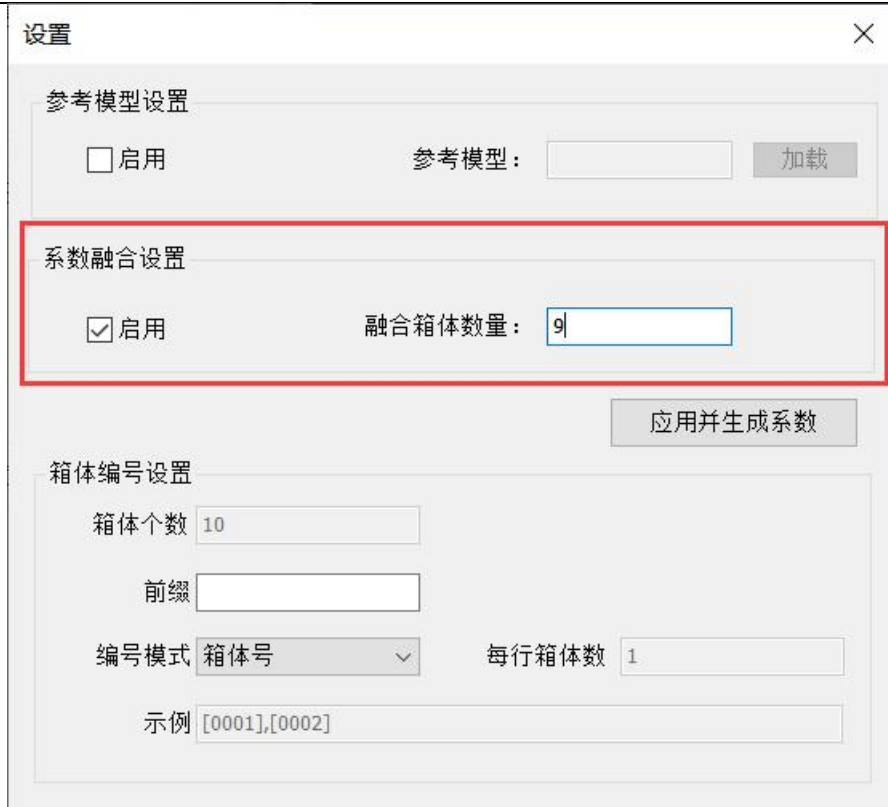 设置
参考模型设置
启用 参考模型： 加载
系数融合设置
启用 融合箱体数量： 9
应用并生成系数
箱体编号设置
箱体个数 10
前缀
编号模式 箱体号 每行箱体数 1
示例 [0001],[0002]